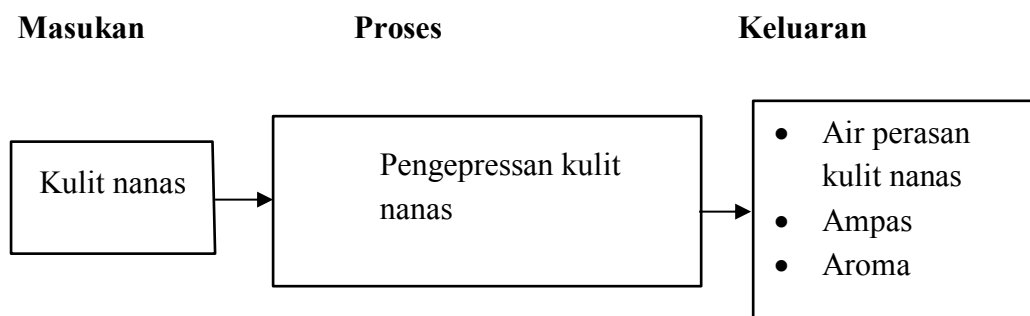 Masukan Proses Keluaran
Kulit nanas
Pengepressan kulit
nanas
• Air perasan
kulit nanas
• Ampas
• Aroma